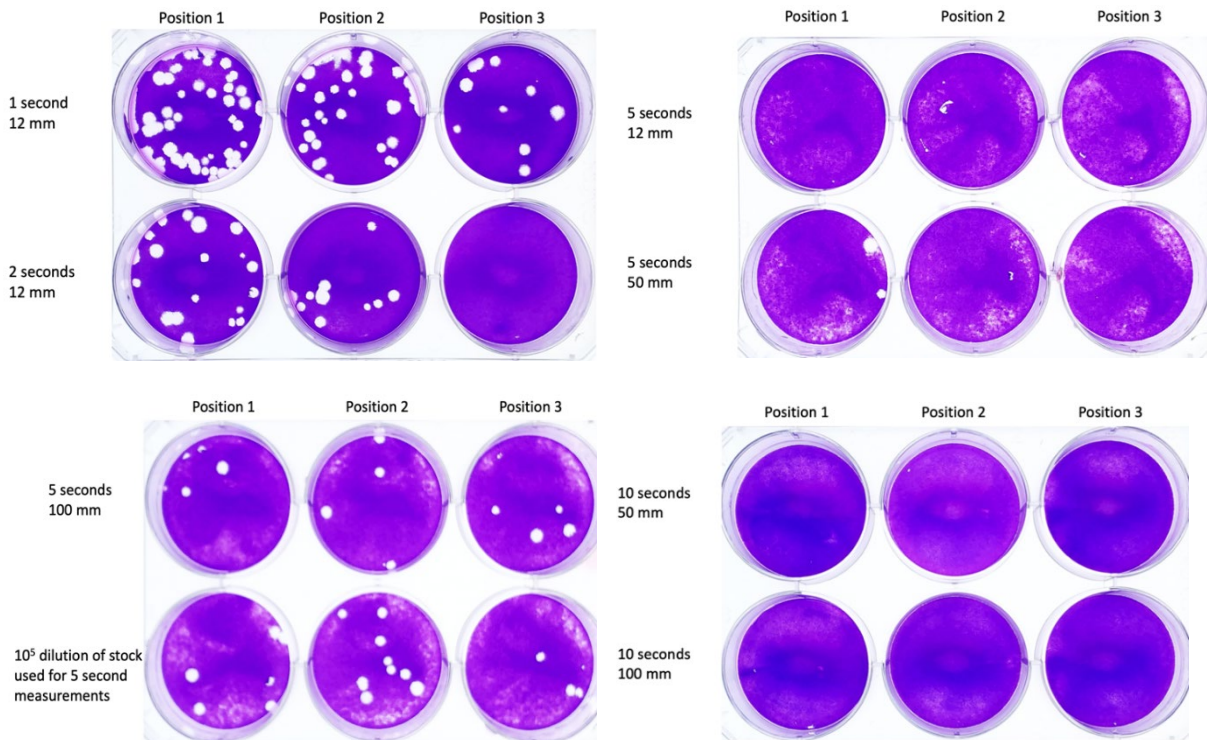 Position 1
Position 2
Position 3
1 second
12 mm
2 seconds
12 mm
Position 1
Position 2
Position 3
5 seconds
12 mm
5 seconds
50 mm
Position 1
Position 2
Position 3
5 seconds
100 mm
10⁵ dilution of stock
used for 5 second
measurements
Position 1
Position 2
Position 3
10 seconds
50 mm
10 seconds
100 mm